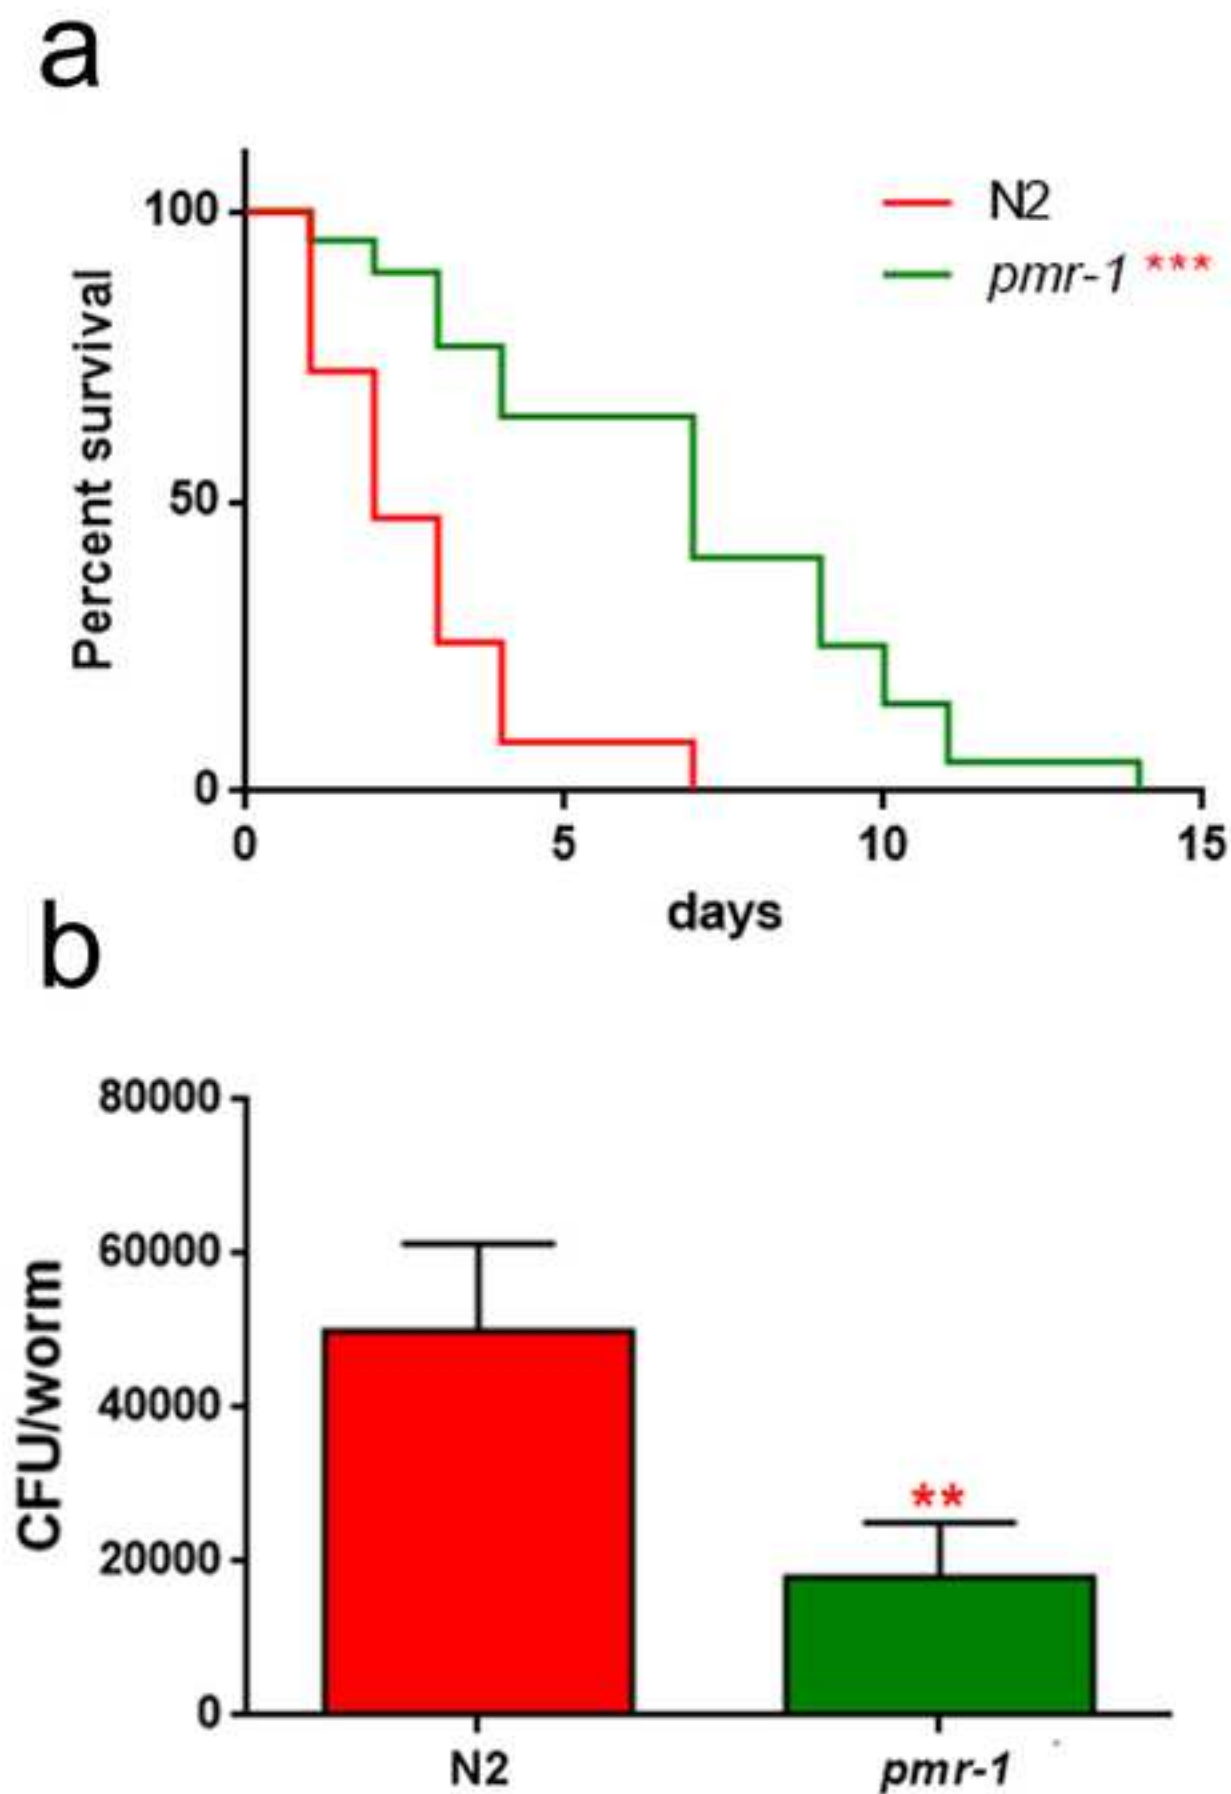 a
N2
pmr-1 ***
Percent survival
100
50
0
0 5 10 15
days
b
CFU/worm
80000
60000
40000
20000
0
**
N2 pmr-1